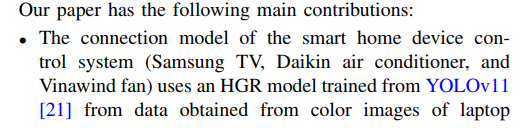 Our paper has the following main contributions:
• The connection model of the smart home device con-
trol system (Samsung TV, Daikin air conditioner, and
Vinawind fan) uses an HGR model trained from YOLOv11
[21] from data obtained from color images of laptop